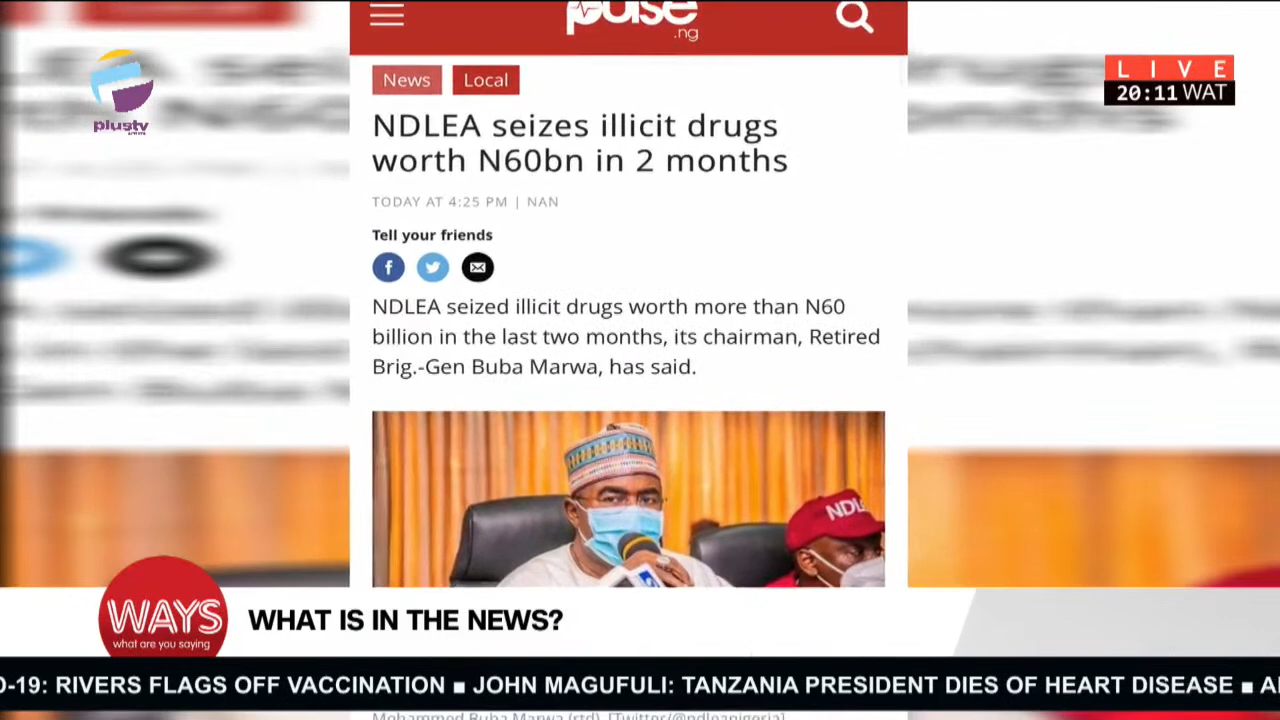 pulse
.ng
plustv
LIVE
20:11 WAT
News
Local
NDLEA seizes illicit drugs
worth N60bn in 2 months
TODAY AT 4:25 PM | NAN
Tell your friends
NDLEA seized illicit drugs worth more than N60
billion in the last two months, its chairman, Retired
Brig.-Gen Buba Marwa, has said.
NDL
WAYS
what are you saying
WHAT IS IN THE NEWS?
D-19: RIVERS FLAGS OFF VACCINATION ■ JOHN MAGUFULI: TANZANIA PRESIDENT DIES OF HEART DISEASE ■ A